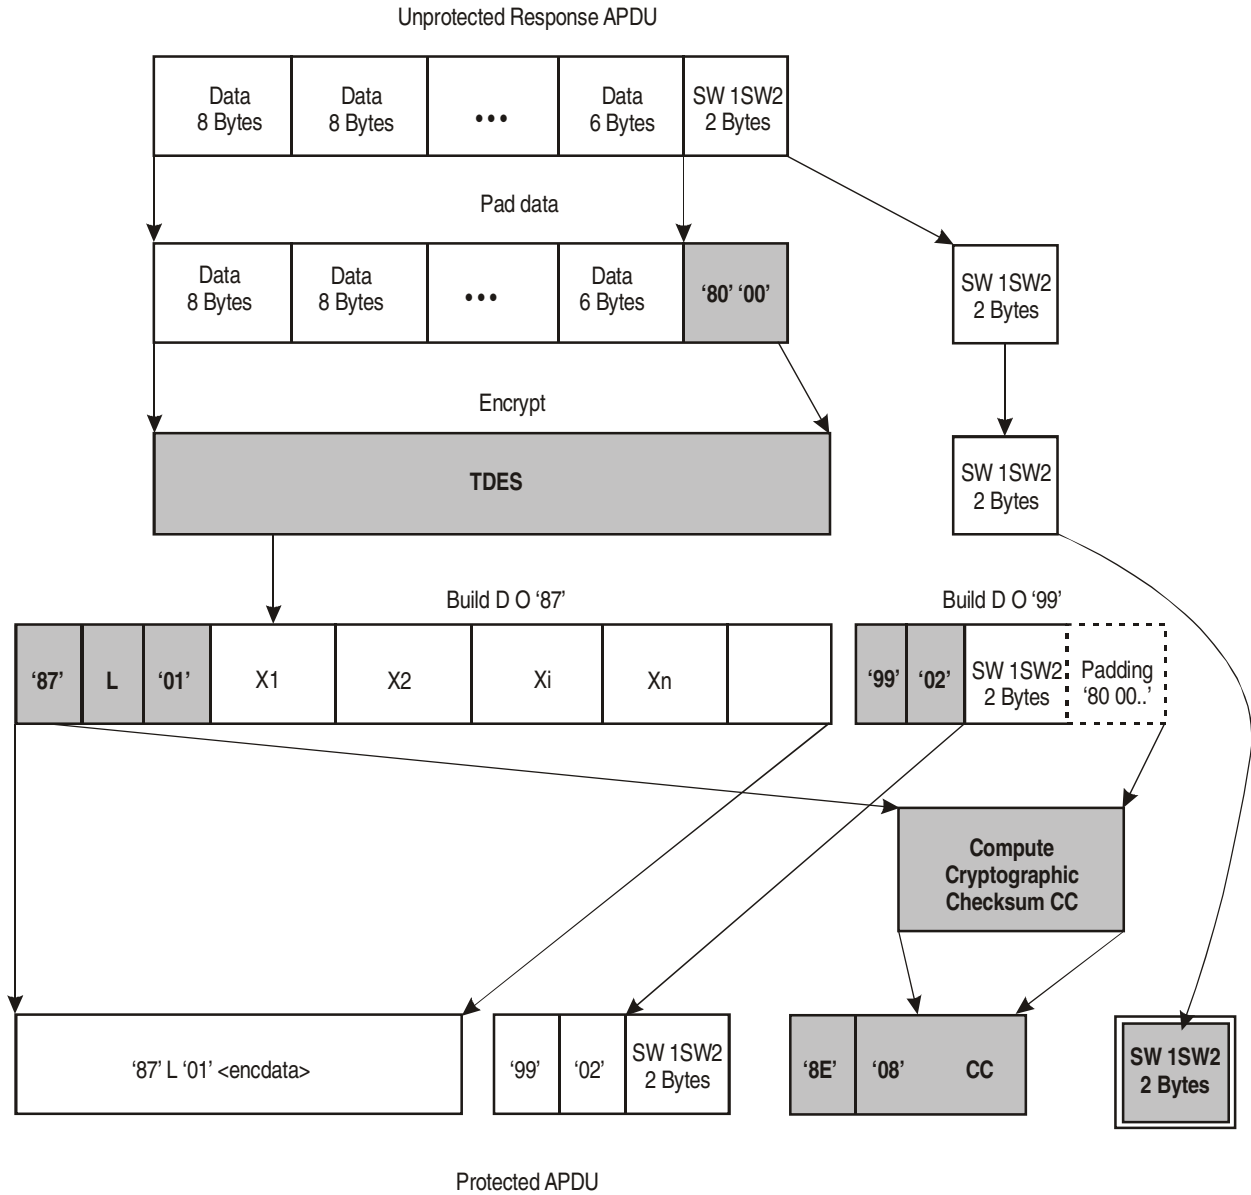 Unprotected Response APDU
Data
8 Bytes
Data
8 Bytes
•••
Data
6 Bytes
SW 1SW2
2 Bytes
Pad data
Data
8 Bytes
Data
8 Bytes
•••
Data
6 Bytes
‘80’ ‘00’
SW 1SW2
2 Bytes
Encrypt
TDES
SW 1SW2
2 Bytes
Build D O ‘87’
Build D O ‘99’
‘87’
L
‘01’
X1
X2
Xi
Xn
‘99’
‘02’
SW 1SW2
2 Bytes
Padding
‘80 00..’
Compute
Cryptographic
Checksum CC
‘87’ L ‘01’ <encdata>
‘99’
‘02’
SW 1SW2
2 Bytes
‘8E’
‘08’
CC
SW 1SW2
2 Bytes
Protected APDU